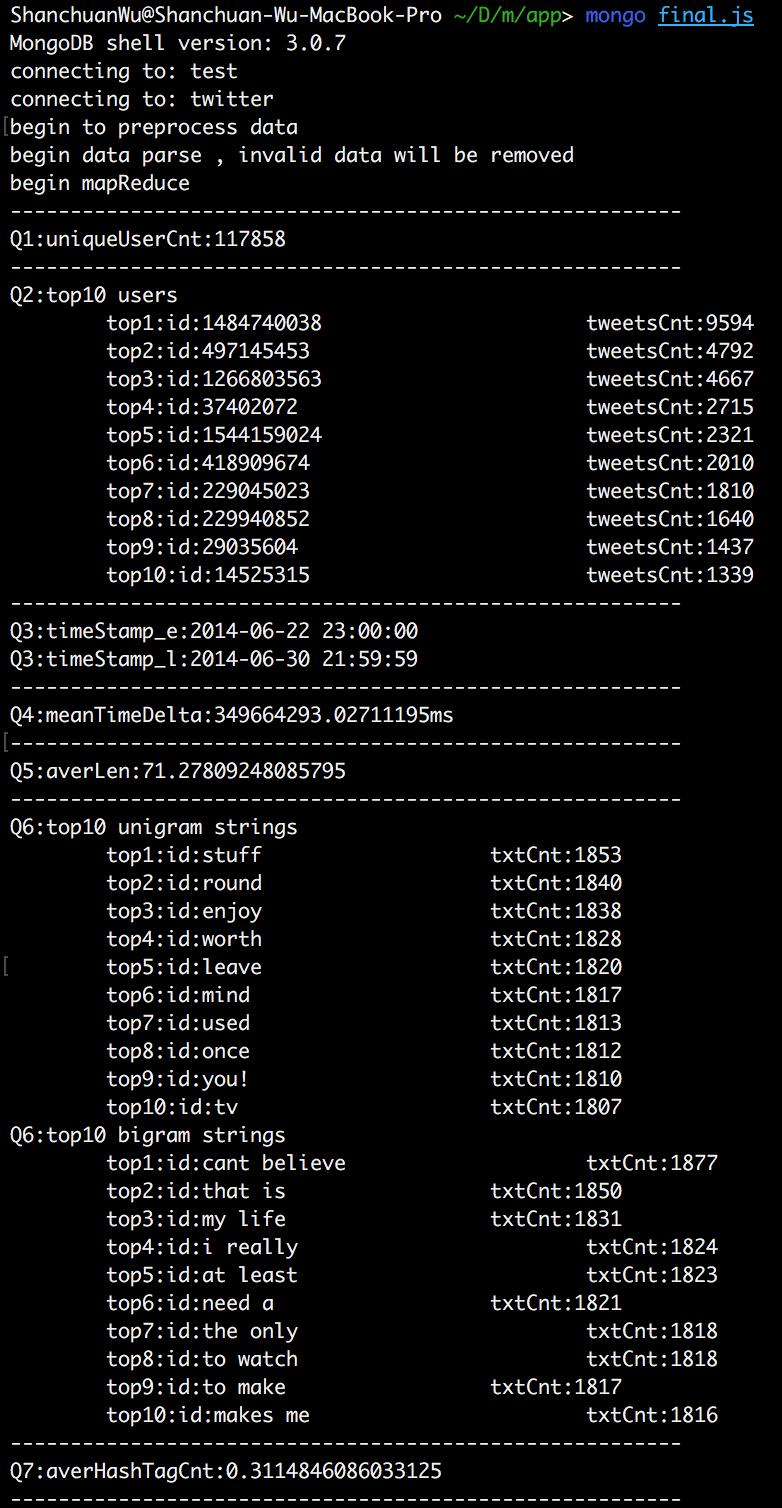 ShanchuanWu@Shanchuan-Wu-MacBook-Pro ~/D/m/app> mongo final.js
MongoDB shell version: 3.0.7
connecting to: test
connecting to: twitter
begin to preprocess data
begin data parse , invalid data will be removed
begin mapReduce
--------------------------------------------------------
Q1:uniqueUserCnt:117858
--------------------------------------------------------
Q2:top10 users
top1:id:1484740038 tweetsCnt:9594
top2:id:497145453 tweetsCnt:4792
top3:id:1266803563 tweetsCnt:4667
top4:id:37402072 tweetsCnt:2715
top5:id:1544159024 tweetsCnt:2321
top6:id:418909674 tweetsCnt:2010
top7:id:229045023 tweetsCnt:1810
top8:id:229940852 tweetsCnt:1640
top9:id:29035604 tweetsCnt:1437
top10:id:14525315 tweetsCnt:1339
--------------------------------------------------------
Q3:timeStamp_e:2014-06-22 23:00:00
Q3:timeStamp_l:2014-06-30 21:59:59
--------------------------------------------------------
Q4:meanTimeDelta:349664293.02711195ms
--------------------------------------------------------
Q5:averLen:71.27809248085795
--------------------------------------------------------
Q6:top10 unigram strings
top1:id:stuff txtCnt:1853
top2:id:round txtCnt:1840
top3:id:enjoy txtCnt:1838
top4:id:worth txtCnt:1828
top5:id:leave txtCnt:1820
top6:id:mind txtCnt:1817
top7:id:used txtCnt:1813
top8:id:once txtCnt:1812
top9:id:you! txtCnt:1810
top10:id:tv txtCnt:1807
Q6:top10 bigram strings
top1:id:cant believe txtCnt:1877
top2:id:that is txtCnt:1850
top3:id:my life txtCnt:1831
top4:id:i really txtCnt:1824
top5:id:at least txtCnt:1823
top6:id:need a txtCnt:1821
top7:id:the only txtCnt:1818
top8:id:to watch txtCnt:1818
top9:id:to make txtCnt:1817
top10:id:makes me txtCnt:1816
--------------------------------------------------------
Q7:averHashTagCnt:0.3114846086033125
--------------------------------------------------------